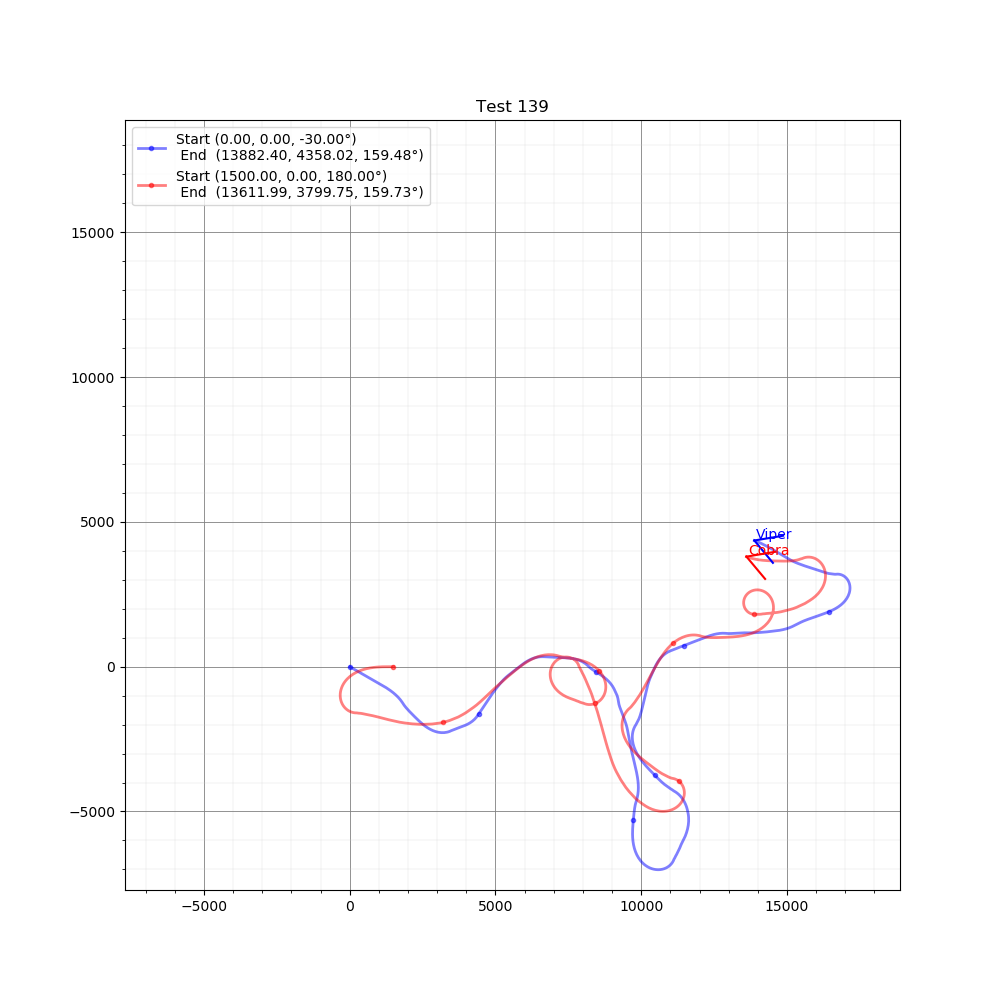 Test 139
Start (0.00, 0.00, -30.00°)
End  (13882.40, 4358.02, 159.48°)
Start (1500.00, 0.00, 180.00°)
End  (13611.99, 3799.75, 159.73°)
15000
10000
5000
0
−5000
Viper
Cobra
−5000
0
5000
10000
15000